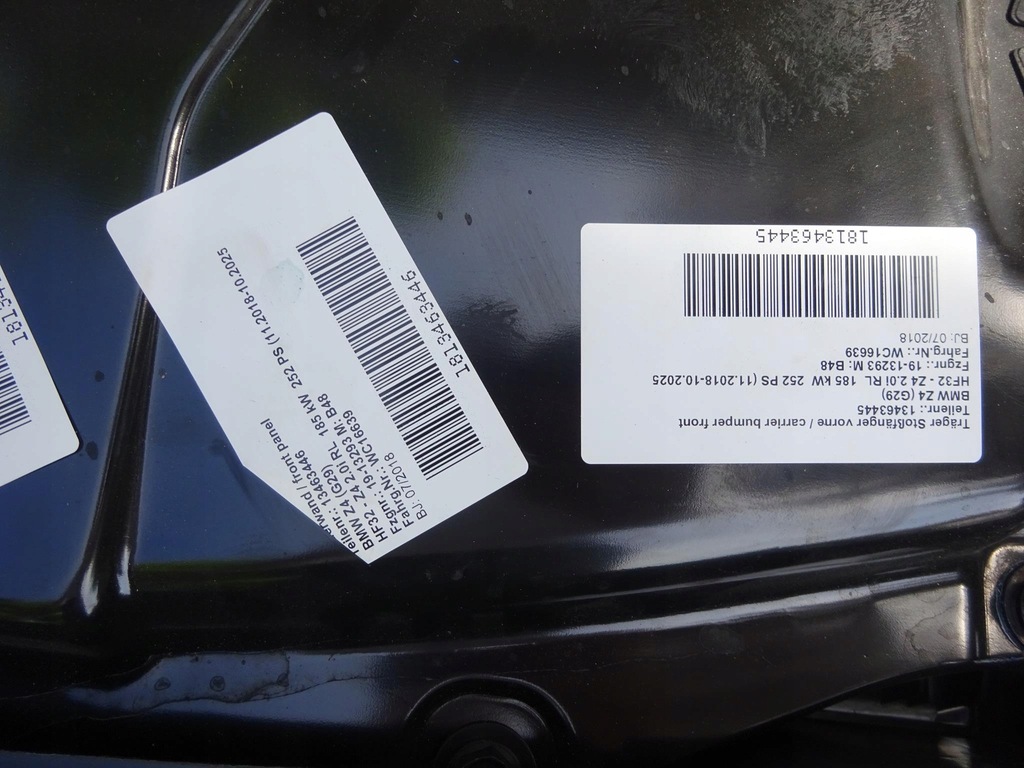 Träger Stoßfänger vorne / carrier bumper front
Teilenr.: 13463445
BMW Z4 (G29)
HF32 - Z4 2.0i RL 185 kW 252 PS (11.2018-10.2025
Fzgnr.: 19-13293 M: B48
Fahrg.Nr.: WC16639
BJ: 07/2018
1813463445
/ front panel
Teilenr.: 13463446
BMW Z4 (G29)
HF32 - Z4 2.0i RL 185 kW 252 PS (11.2018-10.2025
Fzgnr.: 19-13293 M: B48
Fahrg.Nr.: WC16639
BJ: 07/2018
1813463446